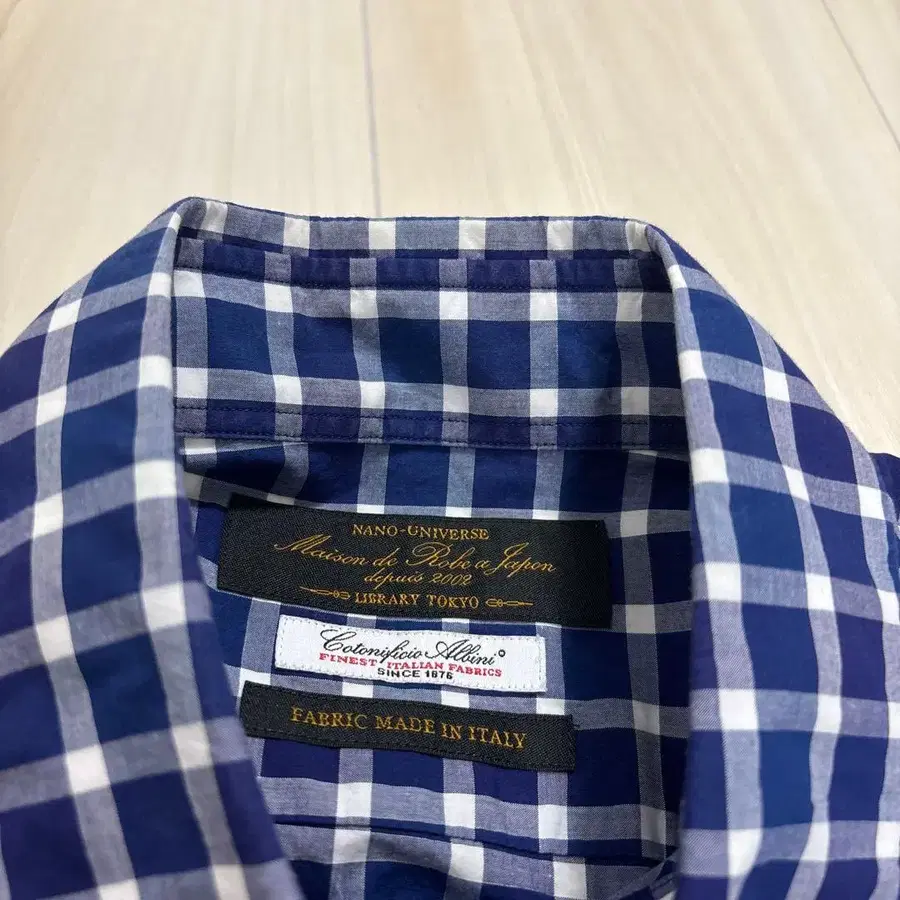 NANO-UNIVERSE
Maison de Robe a Japon
depuis 2002
LIBRARY TOKYO
Cotonificio Albini
FINEST ITALIAN FABRICS
SINCE 1876
FABRIC MADE IN ITALY